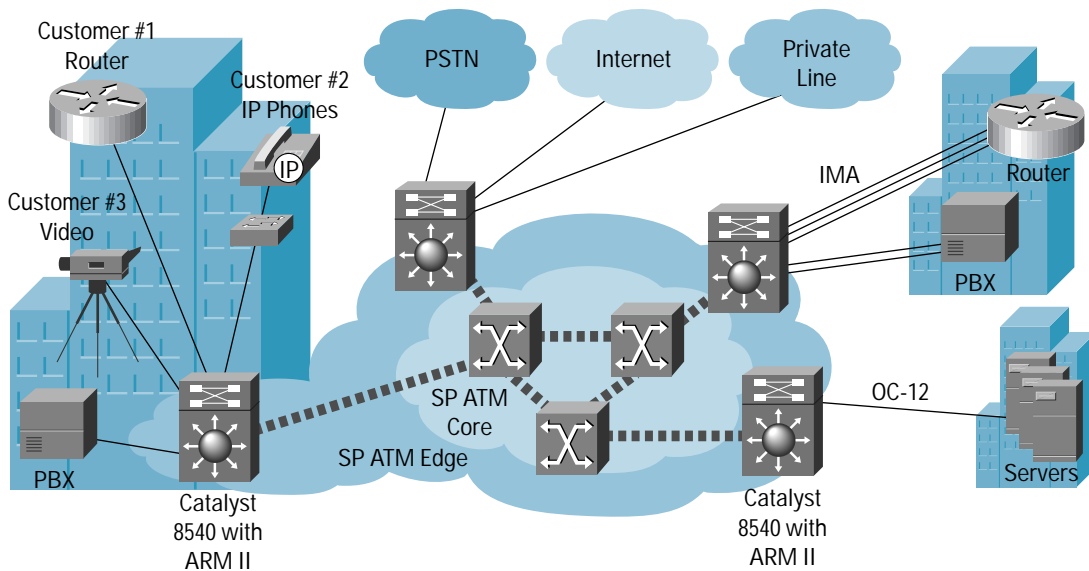 Customer #1
Router
Customer #2
IP Phones
IP
Customer #3
Video
PBX
Catalyst
8540 with
ARM II
PSTN
Internet
Private
Line
IMA
Router
PBX
SP ATM
Core
SP ATM Edge
OC-12
Servers
Catalyst
8540 with
ARM II